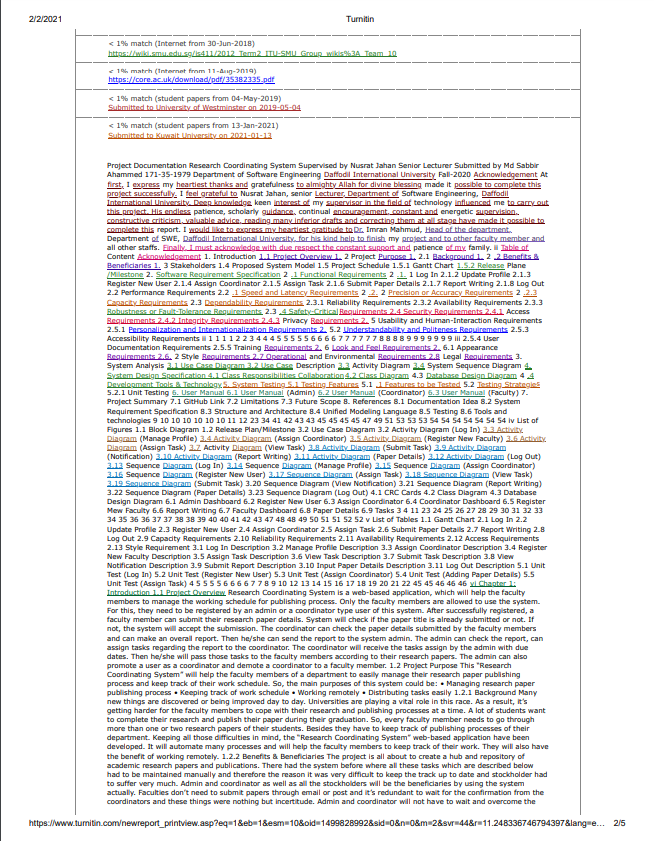 2/2/2021 Turnitin
< 1% match (Internet from 30-Jun-2018)
https://wiki.smu.edu.sg/is411/2012_Term2_ITU-SMU_Group_wikis%3A_Team_10
< 1% match (Internet from 11-Aug-2019)
https://core.ac.uk/download/pdf/35382335.pdf
< 1% match (student papers from 04-May-2019)
Submitted to University of Westminster on 2019-05-04
< 1% match (student papers from 13-Jan-2021)
Submitted to Kuwait University on 2021-01-13
Project Documentation Research Coordinating System Supervised by Nusrat Jahan Senior Lecturer Submitted by Md Sabbir
Ahammed 171-35-1979 Department of Software Engineering Daffodil International University Fall-2020 Acknowledgement At
first, I express my heartiest thanks and gratefulness to almighty Allah for divine blessing made it possible to complete this
project successfully. I feel grateful to Nusrat Jahan, senior Lecturer, Department of Software Engineering, Daffodil
International University. Deep knowledge keen interest of my supervisor in the field of technology influenced me to carry out
this project. His endless patience, scholarly guidance, continual encouragement, constant and energetic supervision,
constructive criticism, valuable advice, reading many inferior drafts and correcting them at all stage have made it possible to
complete this report. I would like to express my heartiest gratitude to Dr. Imran Mahmud, Head of the department,
Department of SWE, Daffodil International University, for his kind help to finish my project and to other faculty member and
all other staffs. Finally, I must acknowledge with due respect the constant support and patience of my family. ii Table of
Content Acknowledgement 1. Introduction 1.1 Project Overview 1. 2 Project Purpose 1 .2.1 Background 1 .2 .2 Benefits &
Beneficiaries 1. 3 Stakeholders 1.4 Proposed System Model 1.5 Project Schedule 1.5.1 Gantt Chart 1.5.2 Release Plane
/Milestone 2. Software Requirement Specification 2 .1 Functional Requirements 2 .1. 1 Log In 2.1.2 Update Profile 2.1.3
Register New User 2.1.4 Assign Coordinator 2.1.5 Assign Task 2.1.6 Submit Paper Details 2.1.7 Report Writing 2.1.8 Log Out
2.2 Performance Requirements 2.2 .1 Speed and Latency Requirements 2 .2. 2 Precision or Accuracy Requirements 2 .2.3
Capacity Requirements 2.3 Dependability Requirements 2.3.1 Reliability Requirements 2.3.2 Availability Requirements 2.3.3
Robustness or Fault-Tolerance Requirements 2.3 .4 Safety-Critical Requirements 2.4 Security Requirements 2.4.1 Access
Requirements 2.4.2 Integrity Requirements 2.4.3 Privacy Requirements 2. 5 Usability and Human-Interaction Requirements
2.5.1 Personalization and Internationalization Requirements 2. 5.2 Understandability and Politeness Requirements 2.5.3
Accessibility Requirements ii 1 1 1 1 2 3 4 4 5 5 5 5 6 6 6 6 7 7 7 7 7 8 8 8 8 9 9 9 9 9 9 iii 2.5.4 User
Documentation Requirements 2.5.5 Training Requirements 2. 6 Look and Feel Requirements 2. 6.1 Appearance
Requirements 2.6. 2 Style Requirements 2.7 Operational and Environmental Requirements 2.8 Legal Requirements 3.
System Analysis 3.1 Use Case Diagram 3.2 Use Case Description 3.3 Activity Diagram 3.4 System Sequence Diagram 4.
System Design Specification 4.1 Class Responsibilities Collaboration 4.2 Class Diagram 4.3 Database Design Diagram 4 .4
Development Tools & Technology 5. System Testing 5.1 Testing Features 5.1 .1 Features to be Tested 5.2 Testing Strategies
5.2.1 Unit Testing 6. User Manual 6.1 User Manual (Admin) 6.2 User Manual (Coordinator) 6.3 User Manual (Faculty) 7.
Project Summary 7.1 GitHub Link 7.2 Limitations 7.3 Future Scope 8. References 8.1 Documentation Idea 8.2 System
Requirement Specification 8.3 Structure and Architecture 8.4 Unified Modeling Language 8.5 Testing 8.6 Tools and
technologies 9 10 10 10 10 10 10 11 12 23 34 41 42 43 45 45 45 45 47 49 51 53 53 53 54 54 54 54 54 54 iv List of
Figures 1.1 Block Diagram 1.2 Release Plan/Milestone 3.2 Use Case Diagram 3.2 Activity Diagram (Log In) 3.3 Activity
Diagram (Manage Profile) 3.4 Activity Diagram (Assign Coordinator) 3.5 Activity Diagram (Register New Faculty) 3.6 Activity
Diagram (Assign Task) 3.7 Activity Diagram (View Task) 3.8 Activity Diagram (Submit Task) 3.9 Activity Diagram
(Notification) 3.10 Activity Diagram (Report Writing) 3.11 Activity Diagram (Paper Details) 3.12 Activity Diagram (Log Out)
3.13 Sequence Diagram (Log In) 3.14 Sequence Diagram (Manage Profile) 3.15 Sequence Diagram (Assign Coordinator)
3.16 Sequence Diagram (Register New User) 3.17 Sequence Diagram (Assign Task) 3.18 Sequence Diagram (View Task)
3.19 Sequence Diagram (Submit Task) 3.20 Sequence Diagram (View Notification) 3.21 Sequence Diagram (Report Writing)
3.22 Sequence Diagram (Paper Details) 3.23 Sequence Diagram (Log Out) 4.1 CRC Cards 4.2 Class Diagram 4.3 Database
Design Diagram 6.1 Admin Dashboard 6.2 Register New User 6.3 Assign Coordinator 6.4 Coordinator Dashboard 6.5 Register
Mew Faculty 6.6 Report Writing 6.7 Faculty Dashboard 6.8 Paper Details 6.9 Tasks 3 4 11 23 24 25 26 27 28 29 30 31 32 33
34 35 36 37 37 38 38 39 40 40 41 42 43 47 48 48 49 50 51 51 52 52 v List of Tables 1.1 Gantt Chart 2.1 Log In 2.2
Update Profile 2.3 Register New User 2.4 Assign Coordinator 2.5 Assign Task 2.6 Submit Paper Details 2.7 Report Writing 2.8
Log Out 2.9 Capacity Requirements 2.10 Reliability Requirements 2.11 Availability Requirements 2.12 Access Requirements
2.13 Style Requirement 3.1 Log In Description 3.2 Manage Profile Description 3.3 Assign Coordinator Description 3.4 Register
New Faculty Description 3.5 Assign Task Description 3.6 View Task Description 3.7 Submit Task Description 3.8 View
Notification Description 3.9 Submit Report Description 3.10 Input Paper Details Description 3.11 Log Out Description 5.1 Unit
Test (Log In) 5.2 Unit Test (Register New User) 5.3 Unit Test (Assign Coordinator) 5.4 Unit Test (Adding Paper Details) 5.5
Unit Test (Assign Task) 4 5 5 5 5 6 6 6 7 7 8 9 10 12 13 14 15 16 17 18 19 20 21 22 45 45 46 46 46 vi Chapter 1:
Introduction 1.1 Project Overview Research Coordinating System is a web-based application, which will help the faculty
members to manage the working schedule for publishing process. Only the faculty members are allowed to use the system.
For this, they need to be registered by an admin or a coordinator type user of this system. After successfully registered, a
faculty member can submit their research paper details. System will check if the paper title is already submitted or not. If
not, the system will accept the submission. The coordinator can check the paper details submitted by the faculty members
and can make an overall report. Then he/she can send the report to the system admin. The admin can check the report, can
assign tasks regarding the report to the coordinator. The coordinator will receive the tasks assign by the admin with due
dates. Then he/she will pass those tasks to the faculty members according to their research papers. The admin can also
promote a user as a coordinator and demote a coordinator to a faculty member. 1.2 Project Purpose This “Research
Coordinating System” will help the faculty members of a department to easily manage their research paper publishing
process and keep track of their work schedule. So, the main purposes of this system could be: • Managing research paper
publishing process • Keeping track of work schedule • Working remotely • Distributing tasks easily 1.2.1 Background Many
new things are discovered or being improved day to day. Universities are playing a vital role in this race. As a result, it’s
getting harder for the faculty members to cope with their research and publishing processes at a time. A lot of students want
to complete their research and publish their paper during their graduation. So, every faculty member needs to go through
more than one or two research papers of their students. Besides they have to keep track of publishing processes of their
department. Keeping all those difficulties in mind, the “Research Coordinating System” web-based application have been
developed. It will automate many processes and will help the faculty members to keep track of their work. They will also have
the benefit of working remotely. 1.2.2 Benefits & Beneficiaries The project is all about to create a hub and repository of
academic research papers and publications. There had the system before where all these tasks which are described below
had to be maintained manually and therefore the reason it was very difficult to keep the track up to date and stockholder had
to suffer very much. Admin and coordinator as well as all the stockholders will be the beneficiaries by using the system
actually. Faculties don’t need to submit papers through email or post and it’s redundant to wait for the confirmation from the
coordinators and these things were nothing but incertitude. Admin and coordinator will not have to wait and overcome the
https://www.turnitin.com/newreport_printview.asp?eq=1&eb=1&esm=10&oid=1499828992&sid=0&n=0&m=2&svr=44&r=11.248336746794397&lang=e… 2/5